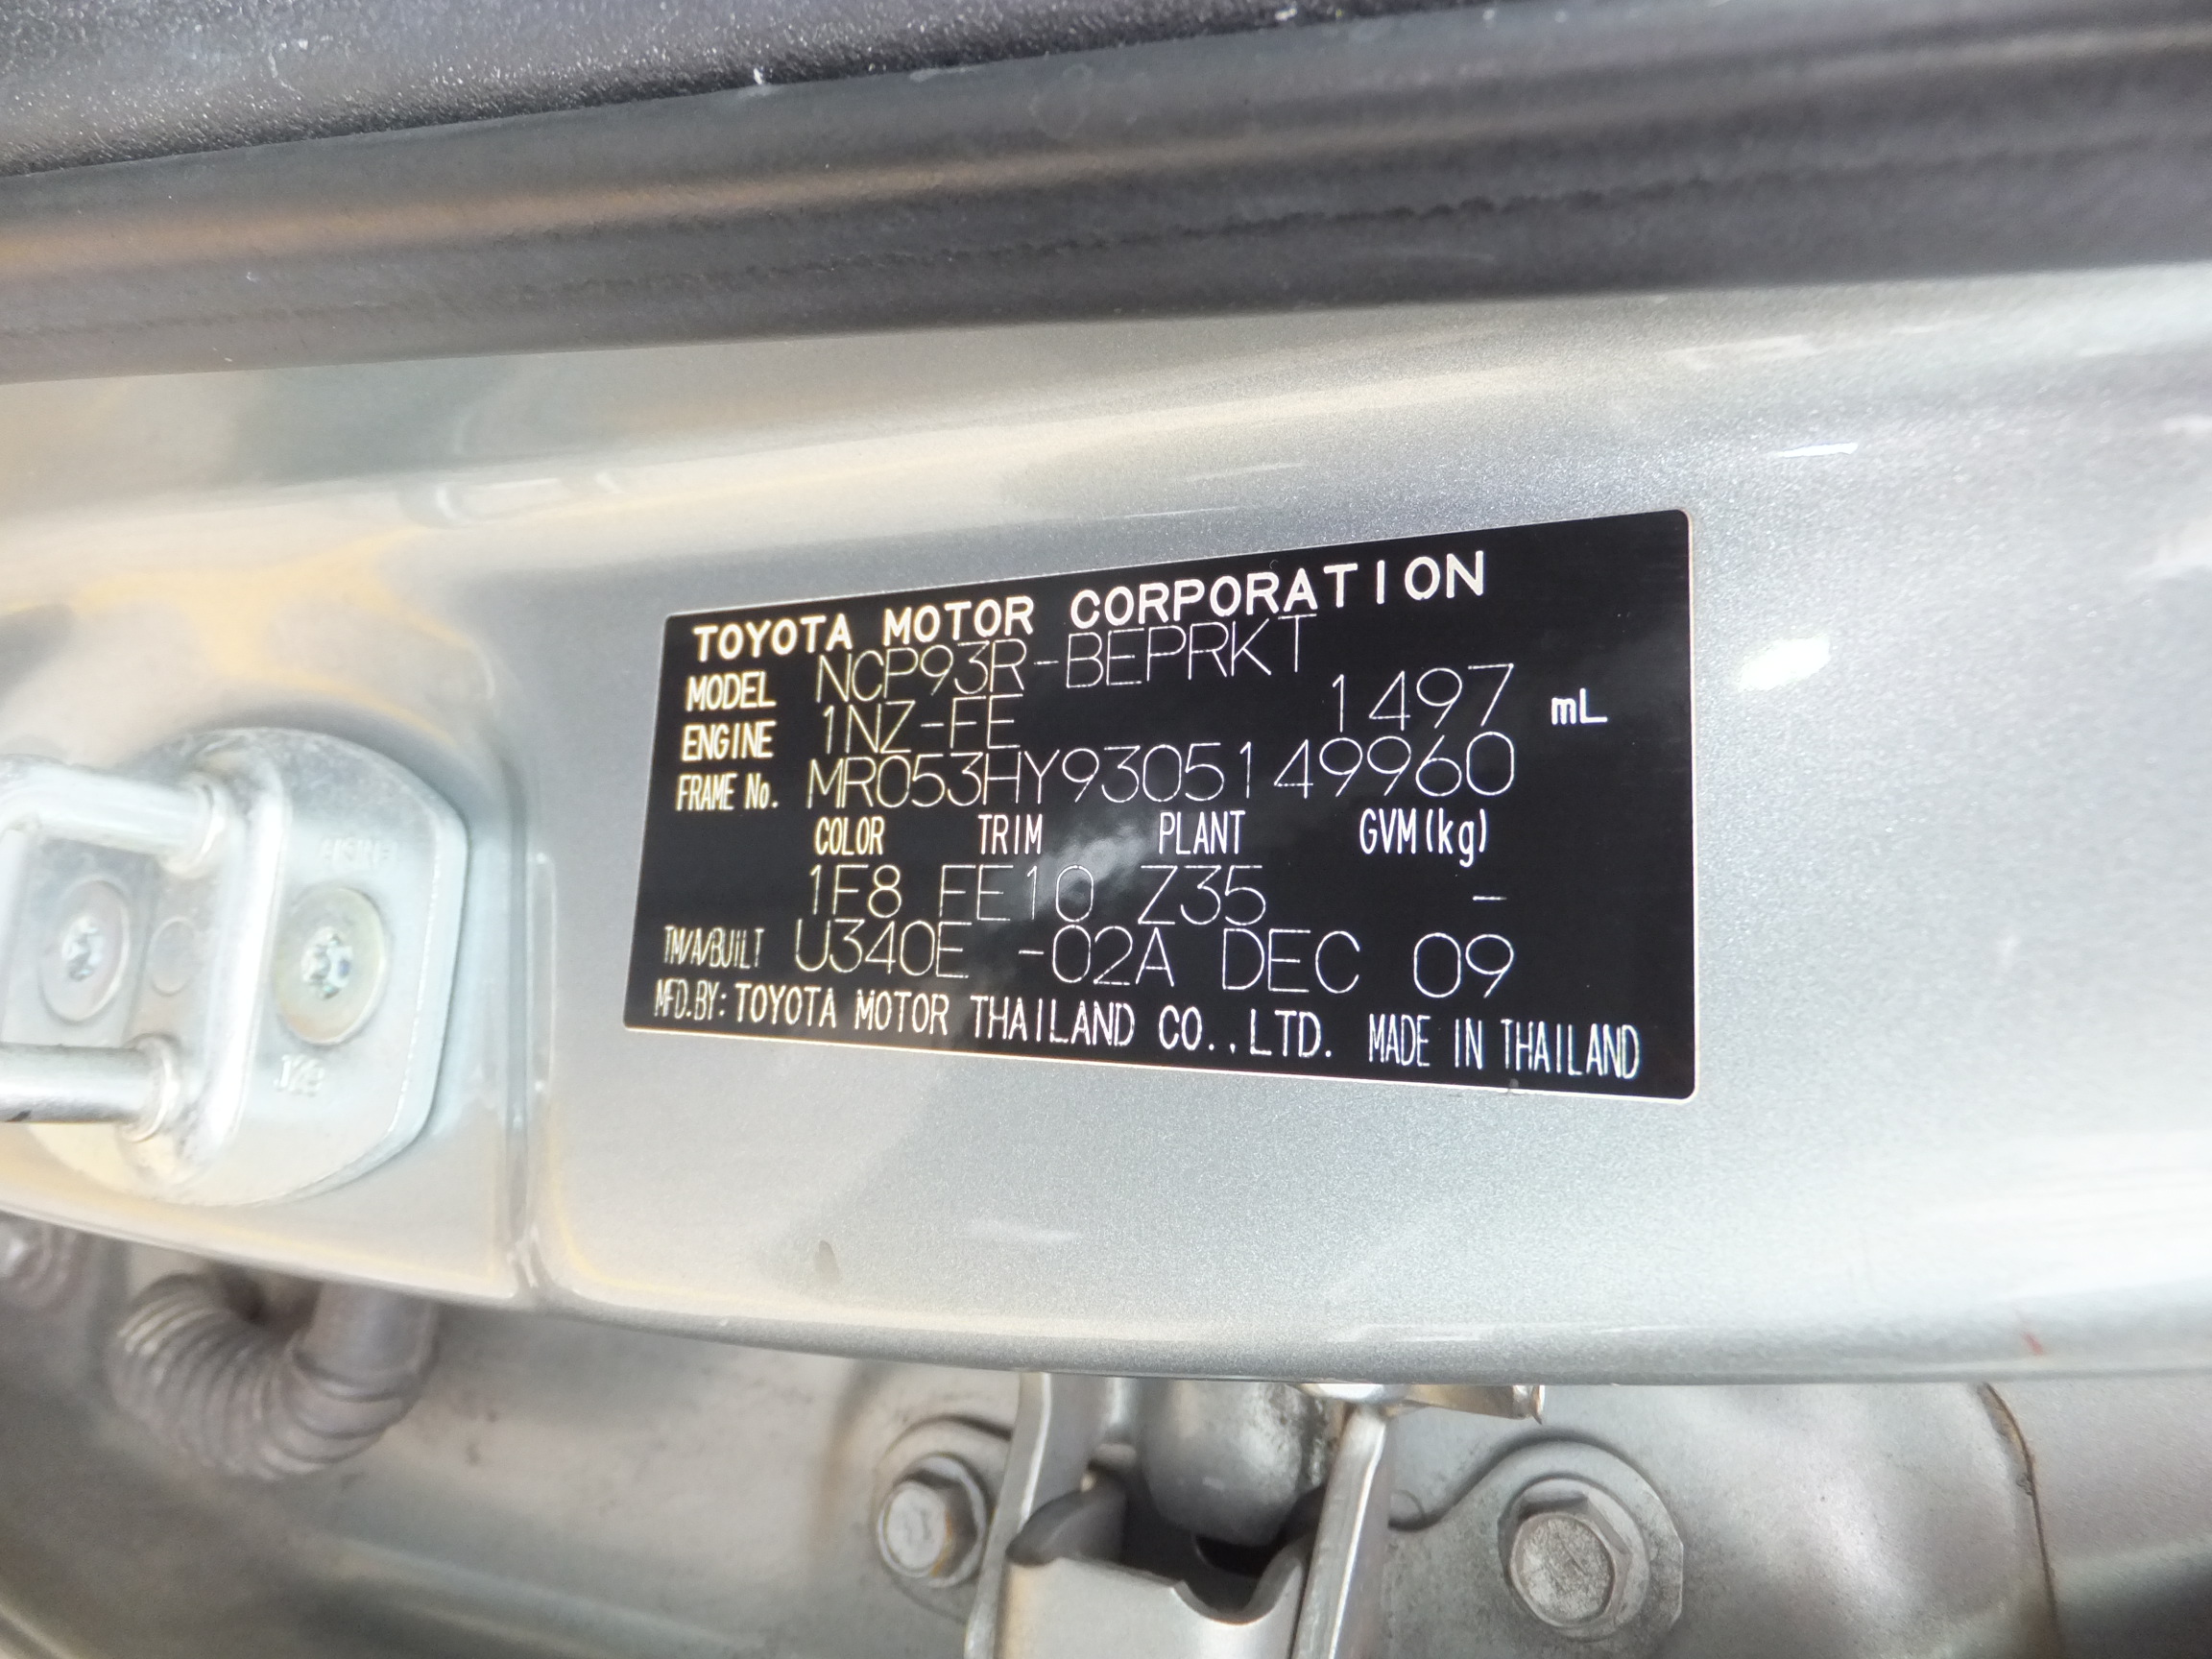 TOYOTA MOTOR CORPORATION
MODEL NCP93R-BEPRKT
ENGINE 1NZ-FE 1497 mL
FRAME No. MR053HY9305149960
COLOR TRIM PLANT GVM(kg)
1F8 FE10 Z35 -
TM/A/BUILT U340E -02A DEC 09
MFD.BY: TOYOTA MOTOR THAILAND CO.,LTD. MADE IN THAILAND